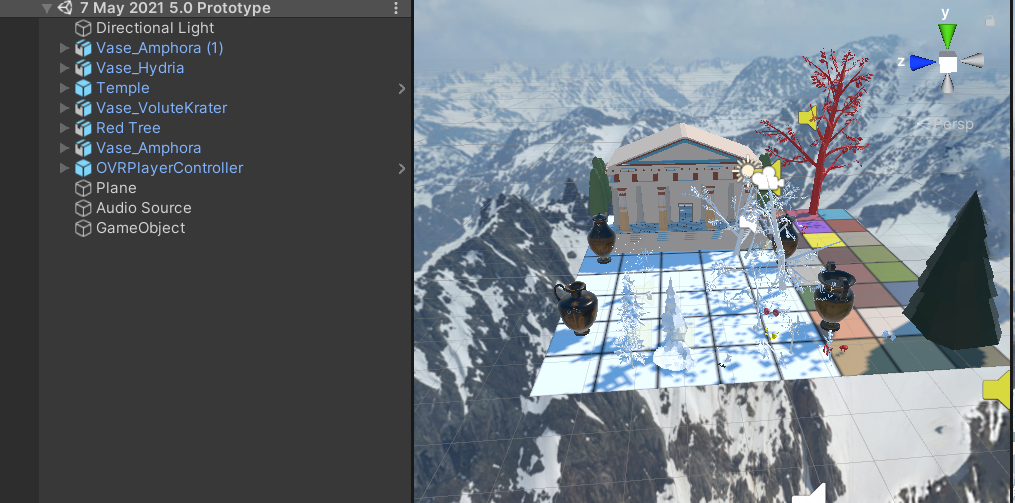 7 May 2021 5.0 Prototype
Directional Light
Vase_Amphora (1)
Vase_Hydria
Temple
Vase_VoluteKrater
Red Tree
Vase_Amphora
OVRPlayerController
Plane
Audio Source
GameObject
y
z
Persp